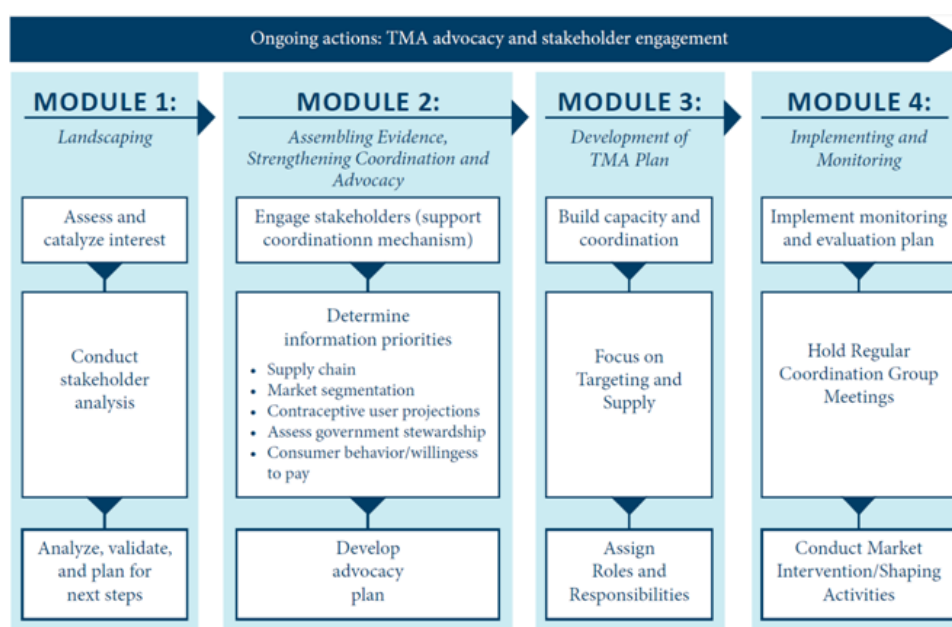 Ongoing actions: TMA advocacy and stakeholder engagement
MODULE 1:
Landscaping
Assess and
catalyze interest
Conduct
stakeholder
analysis
Analyze, validate,
and plan for
next steps
MODULE 2:
Assembling Evidence,
Strengthening Coordination and
Advocacy
Engage stakeholders (support
coordinationn mechanism)
Determine
information priorities
• Supply chain
• Market segmentation
• Contraceptive user projections
• Assess government stewardship
• Consumer behavior/willingess
to pay
Develop
advocacy
plan
MODULE 3:
Development of
TMA Plan
Build capacity and
coordination
Focus on
Targeting and
Supply
Assign
Roles and
Responsibilities
MODULE 4:
Implementing and
Monitoring
Implement monitoring
and evaluation plan
Hold Regular
Coordination Group
Meetings
Conduct Market
Intervention/Shaping
Activities